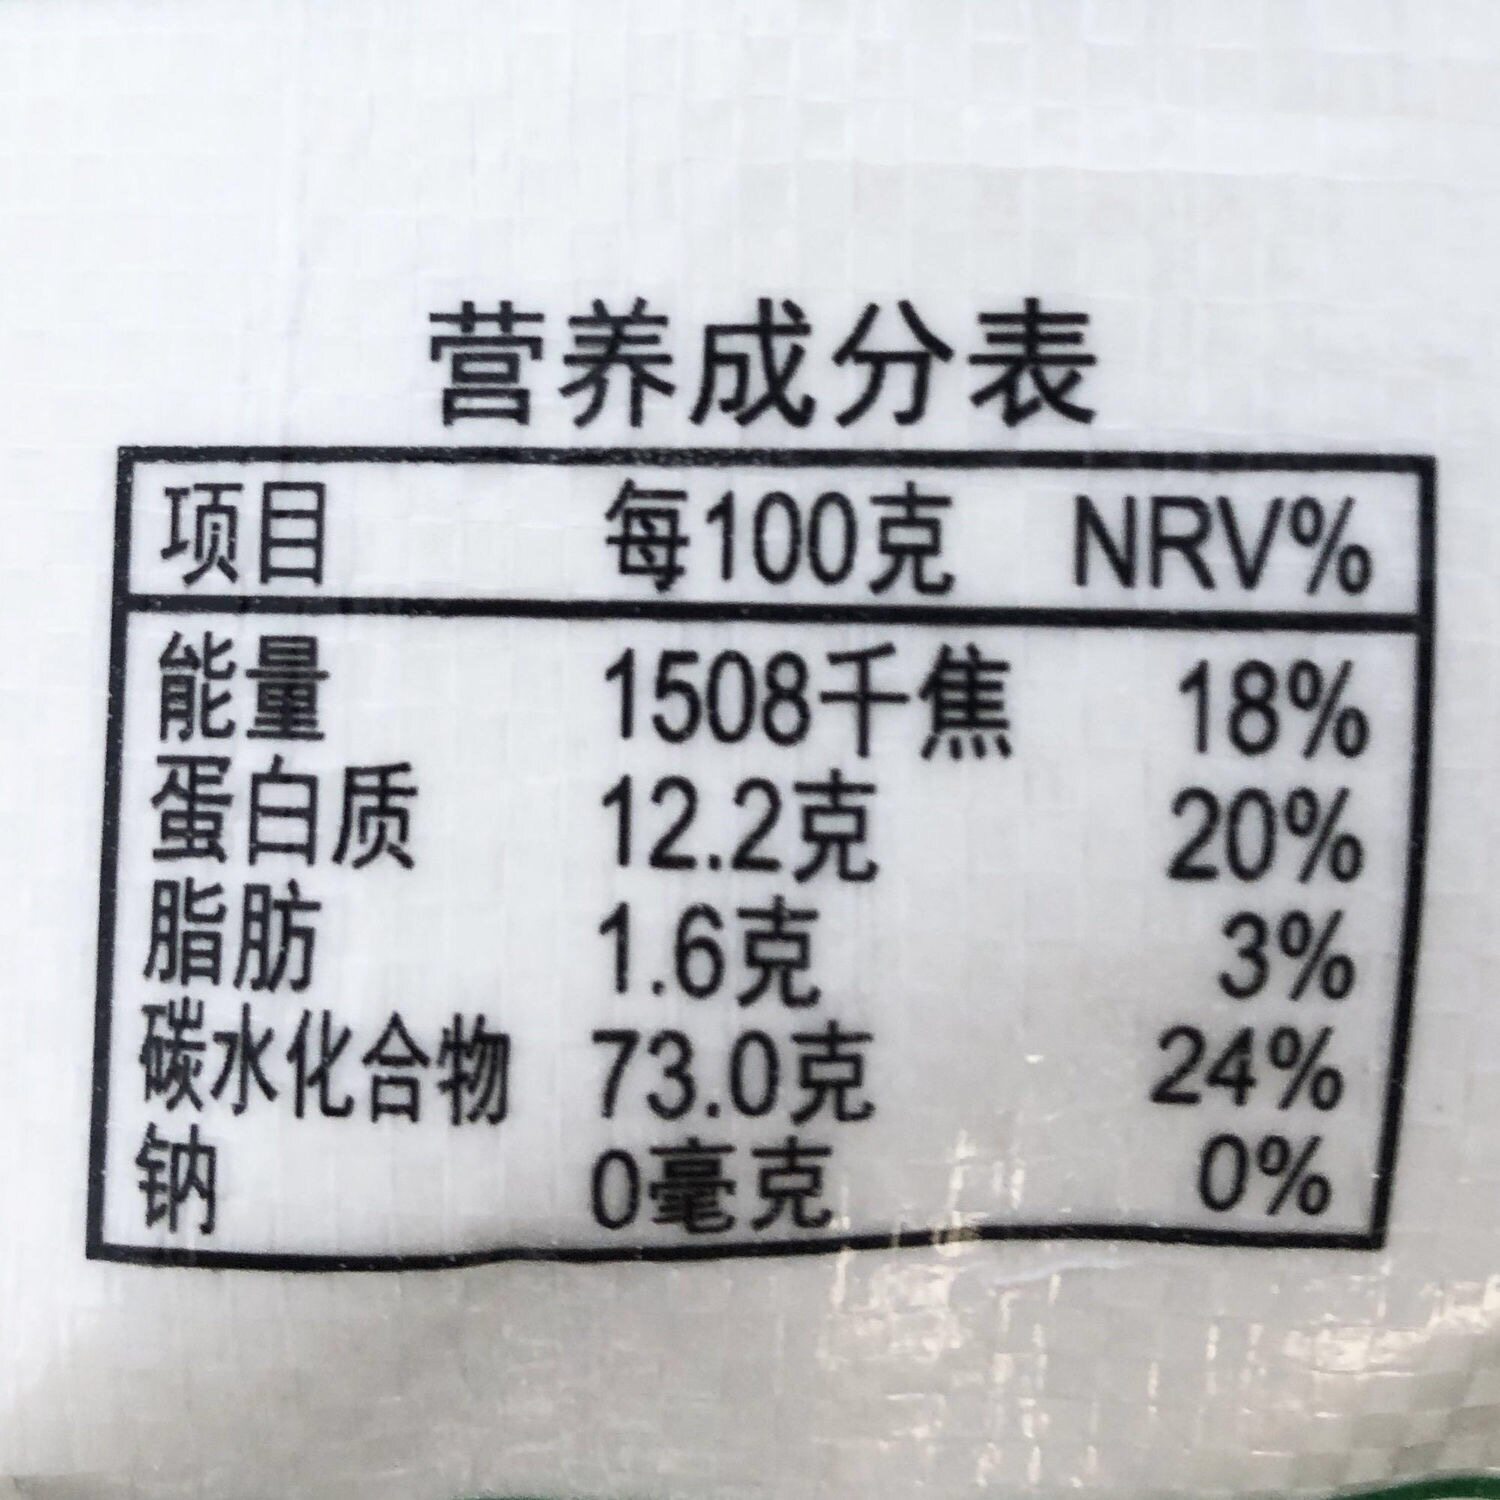 营养成分表
项目 每100克 NRV%
能量 1508千焦 18%
蛋白质 12.2克 20%
脂肪 1.6克 3%
碳水化合物 73.0克 24%
钠 0毫克 0%